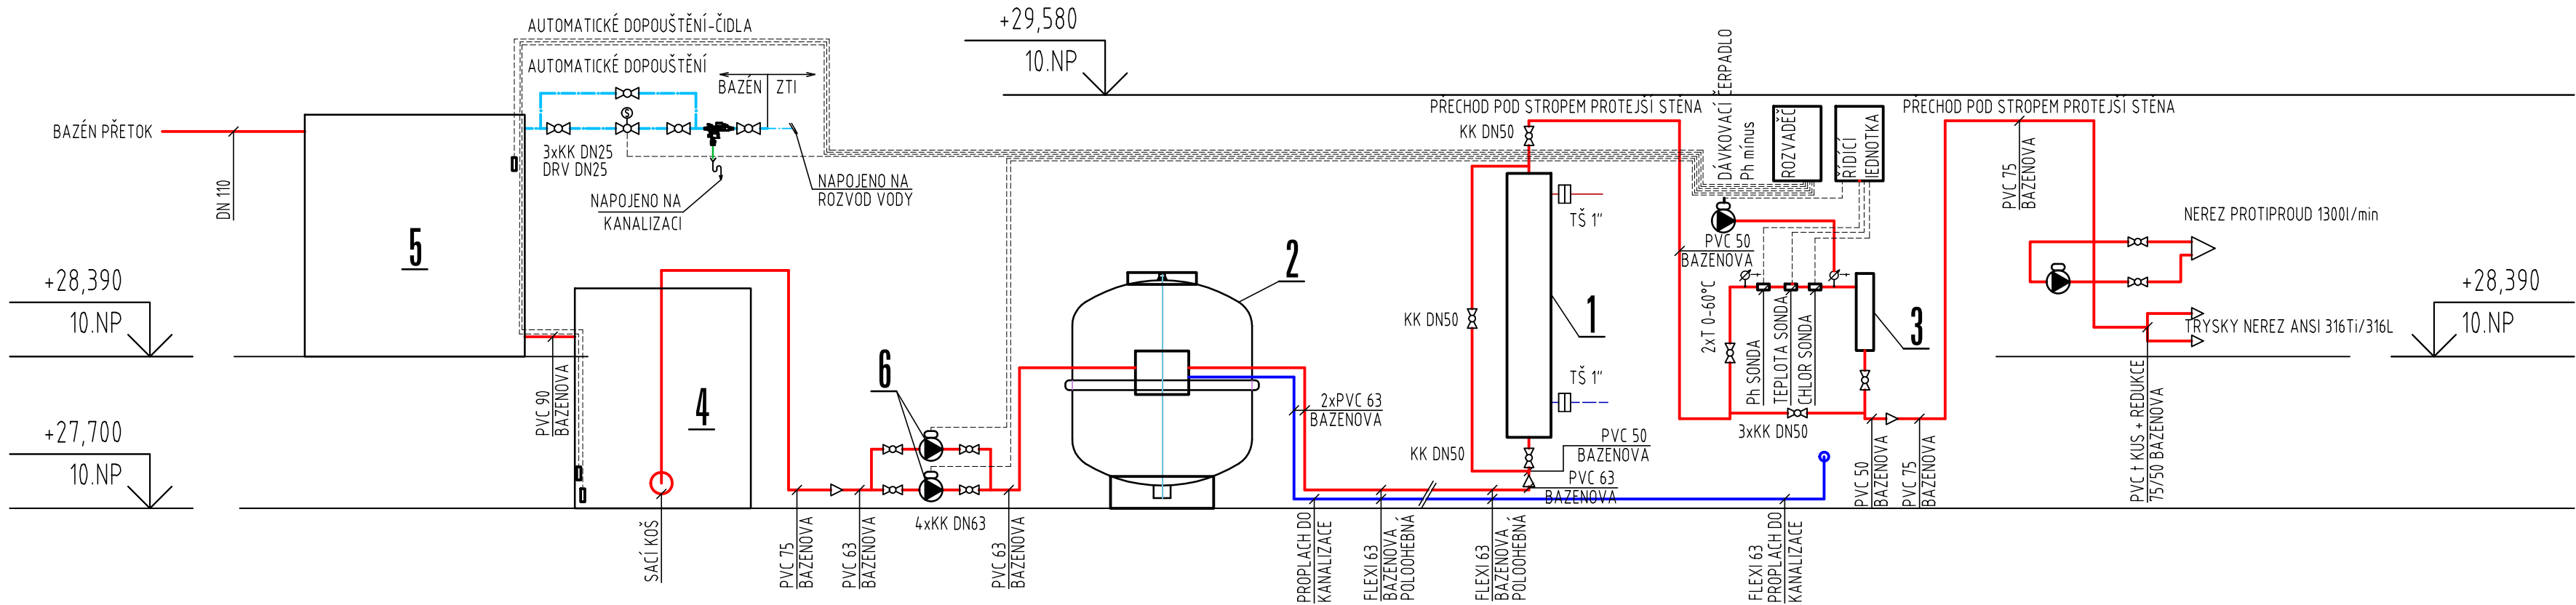 AUTOMATICKÉ DOPOUŠTĚNÍ-ČIDLA
AUTOMATICKÉ DOPOUŠTĚNÍ
BAZÉN
ZTI
BAZÉN PŘETOK
DN 110
5
3xKK DN25
DRV DN25
NAPOJENO NA
KANALIZACI
NAPOJENO NA
ROZVOD VODY
+28,390
10.NP
+27,700
10.NP
PVC 90
BAZENOVA
4
SACÍ KOŠ
PVC 75
BAZENOVA
PVC 63
BAZENOVA
6
4xKK DN63
PVC 63
BAZENOVA
+29,580
10.NP
2
2xPVC 63
BAZENOVA
PROPLACH DO
KANALIZACE
FLEXI 63
BAZENOVÁ
POLOOHEBNÁ
FLEXI 63
BAZENOVÁ
POLOOHEBNÁ
PŘECHOD POD STROPEM PROTEJŠÍ STĚNA
KK DN50
KK DN50
KK DN50
TŠ 1"
TŠ 1"
1
PVC 50
BAZENOVA
PVC 63
BAZENOVA
DÁVKOVACÍ ČERPADLO
Ph mínus
ROZVADĚČ
ŘÍDÍCÍ
JEDNOTKA
PVC 50
BAZENOVA
2xT 0-60°C
Ph SONDA
TEPLOTA SONDA
CHLOR SONDA
3
3xKK DN50
FLEXI 63
PROPLACH DO
KANALIZACE
PVC 50
BAZENOVA
PVC 75
BAZENOVA
PŘECHOD POD STROPEM PROTEJŠÍ STĚNA
PVC 75
BAZENOVA
NEREZ PROTIPROUD 1300l/min
TRYSKY NEREZ ANSI 316Ti/316L
PVC t KUS + REDUKCE
75/50 BAZENOVA
+28,390
10.NP